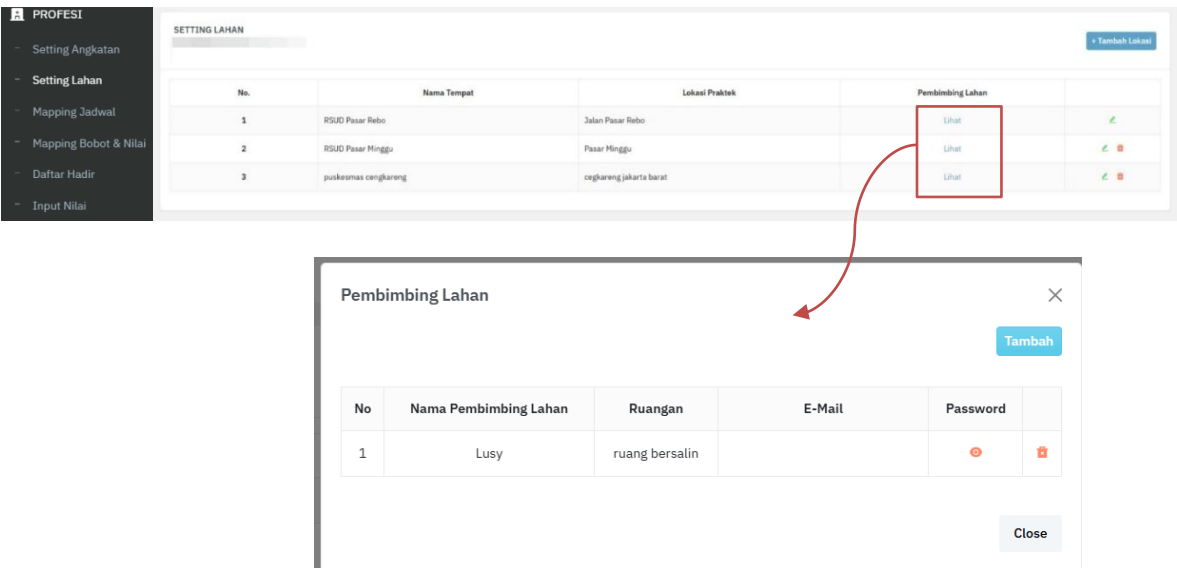 PROFESI
- Setting Angkatan
- Setting Lahan
- Mapping Jadwal
- Mapping Bobot & Nilai
- Daftar Hadir
- Input Nilai
SETTING LAHAN
+ Tambah Lokasi
No. Nama Tempat Lokasi Praktek Pembimbing Lahan
1 RSUD Pasar Rebo Jalan Pasar Rebo Lihat
2 RSUD Pasar Minggu Pasar Minggu Lihat
3 puskesmas cengkareng cegkareng jakarta barat Lihat
Pembimbing Lahan
Tambah
No Nama Pembimbing Lahan Ruangan E-Mail Password
1 Lusy ruang bersalin
Close